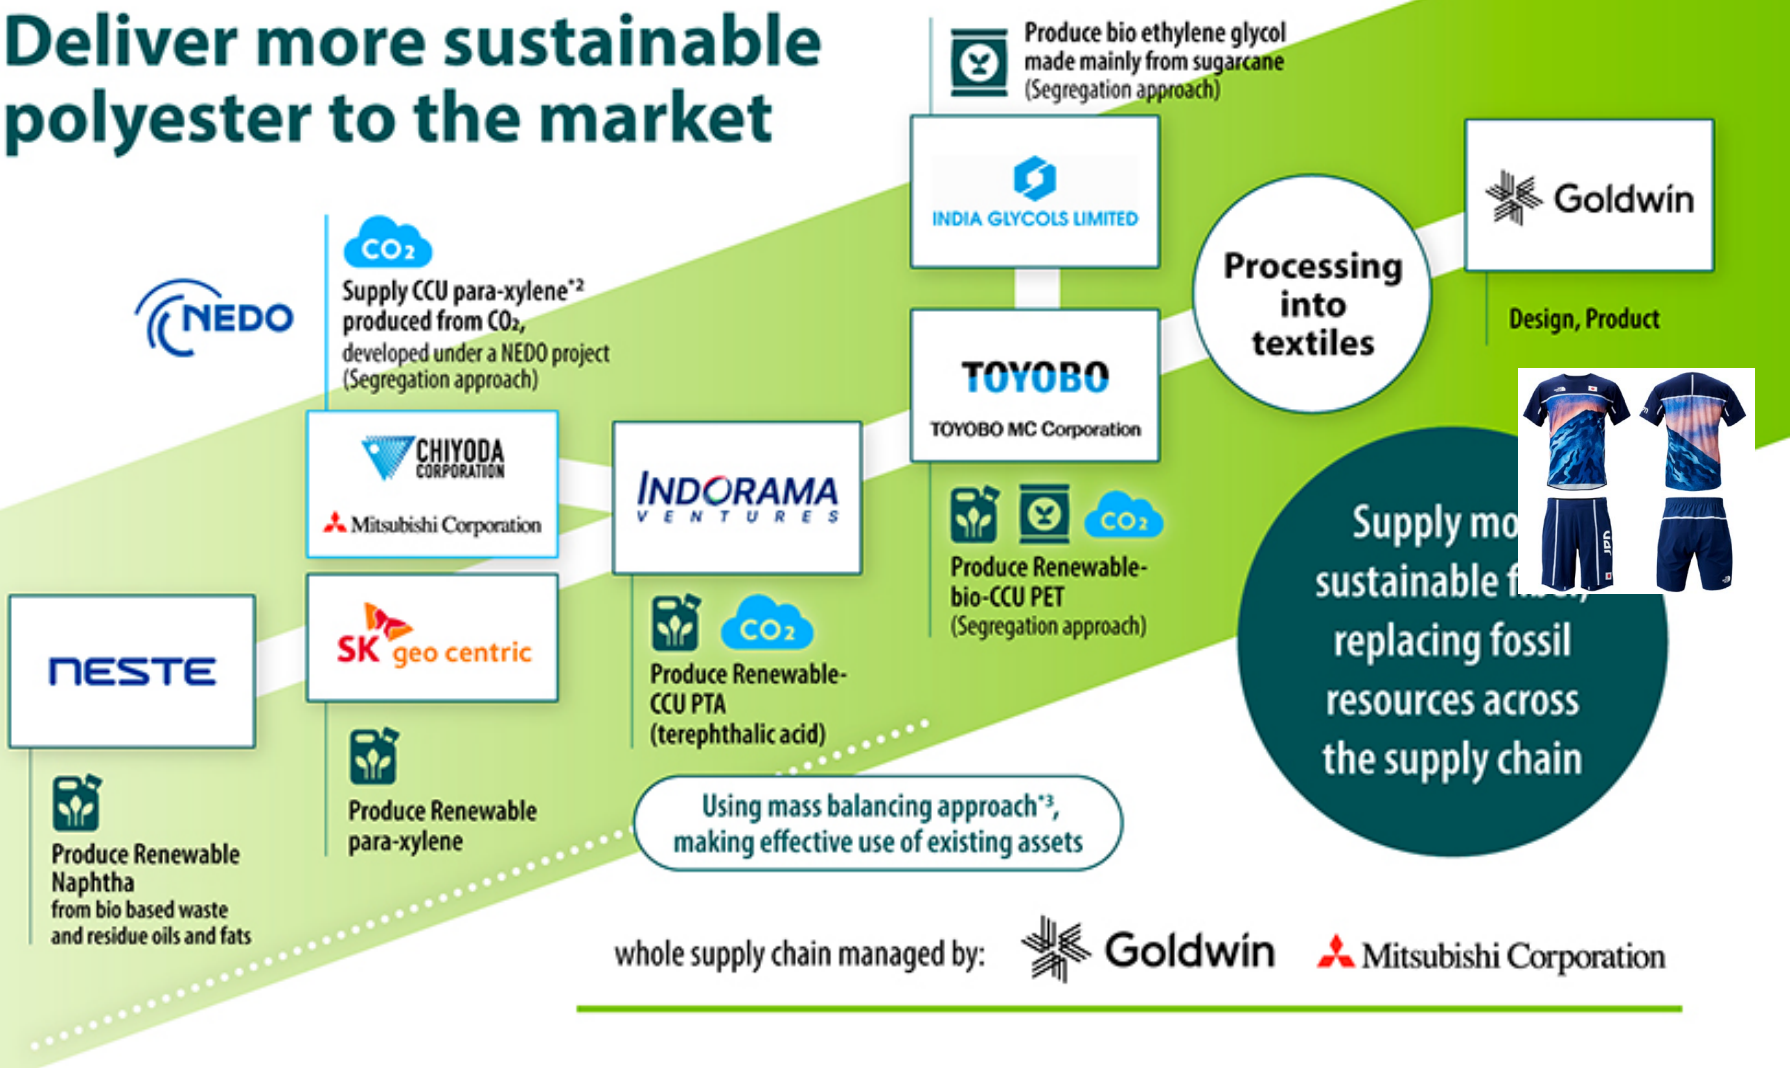 Deliver more sustainable
polyester to the market
Produce bio ethylene glycol
made mainly from sugarcane
(Segregation approach)
INDIA GLYCOLS LIMITED
Goldwin
Design, Product
Processing
into
textiles
TOYOBO
TOYOBO MC Corporation
CO₂
Produce Renewable-
bio-CCU PET
(Segregation approach)
NEDO
CO₂
Supply CCU para-xylene*²
produced from CO₂,
developed under a NEDO project
(Segregation approach)
CHIYODA
CORPORATION
Mitsubishi Corporation
INDORAMA
VENTURES
CO₂
Produce Renewable-
CCU PTA
(terephthalic acid)
SK geo centric
Produce Renewable
para-xylene
NESTE
Produce Renewable
Naphtha
from bio based waste
and residue oils and fats
Using mass balancing approach*³,
making effective use of existing assets
JPN
Supply mo
sustainable
replacing fossil
resources across
the supply chain
whole supply chain managed by:
Goldwin
Mitsubishi Corporation